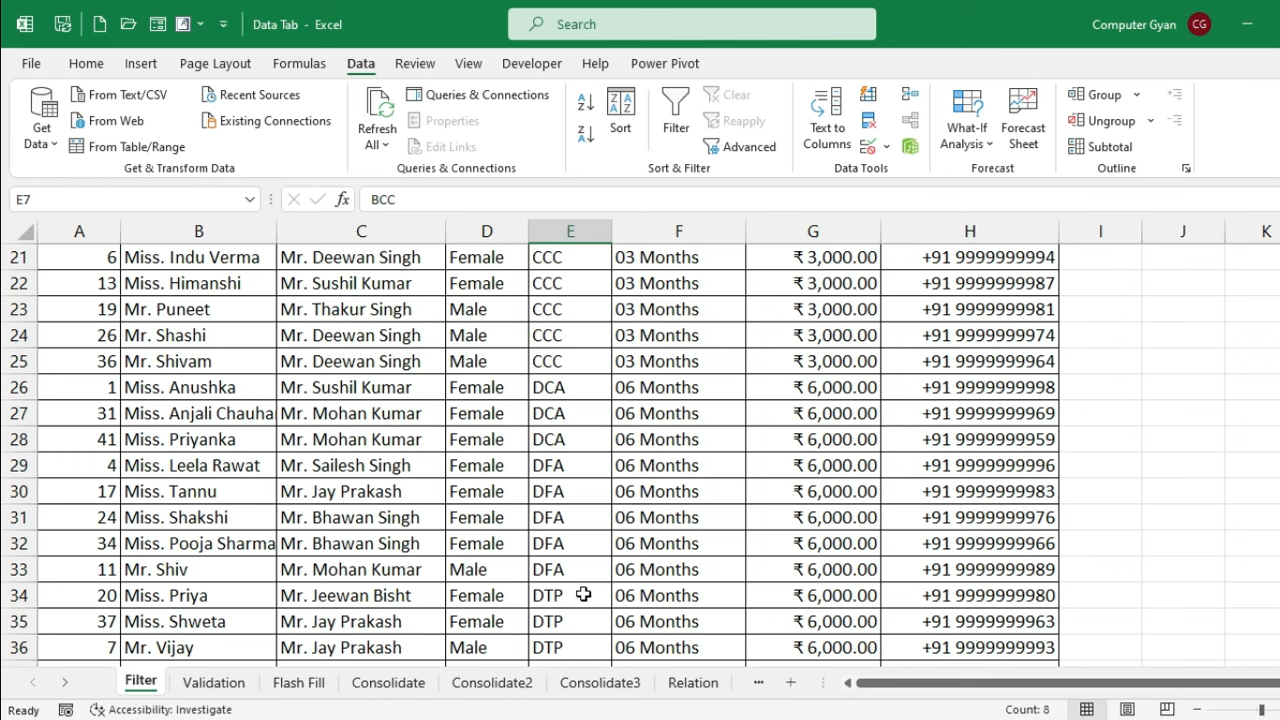 Data Tab - Excel
Search
Computer Gyan CG
File Home Insert Page Layout Formulas Data Review View Developer Help Power Pivot
Get Data
From Text/CSV
From Web
From Table/Range
Recent Sources
Existing Connections
Get & Transform Data
Refresh All
Queries & Connections
Properties
Edit Links
Queries & Connections
Sort
Filter
Clear
Reapply
Advanced
Sort & Filter
Text to Columns
Data Tools
What-If Analysis
Forecast Sheet
Forecast
Group
Ungroup
Subtotal
Outline
E7 fx BCC
A B C D E F G H I J K
21 6 Miss. Indu Verma Mr. Deewan Singh Female CCC 03 Months ₹ 3,000.00 +91 9999999994
22 13 Miss. Himanshi Mr. Sushil Kumar Female CCC 03 Months ₹ 3,000.00 +91 9999999987
23 19 Mr. Puneet Mr. Thakur Singh Male CCC 03 Months ₹ 3,000.00 +91 9999999981
24 26 Mr. Shashi Mr. Deewan Singh Male CCC 03 Months ₹ 3,000.00 +91 9999999974
25 36 Mr. Shivam Mr. Deewan Singh Male CCC 03 Months ₹ 3,000.00 +91 9999999964
26 1 Miss. Anushka Mr. Sushil Kumar Female DCA 06 Months ₹ 6,000.00 +91 9999999998
27 31 Miss. Anjali Chauha Mr. Mohan Kumar Female DCA 06 Months ₹ 6,000.00 +91 9999999969
28 41 Miss. Priyanka Mr. Mohan Kumar Female DCA 06 Months ₹ 6,000.00 +91 9999999959
29 4 Miss. Leela Rawat Mr. Sailesh Singh Female DFA 06 Months ₹ 6,000.00 +91 9999999996
30 17 Miss. Tannu Mr. Jay Prakash Female DFA 06 Months ₹ 6,000.00 +91 9999999983
31 24 Miss. Shakshi Mr. Bhawan Singh Female DFA 06 Months ₹ 6,000.00 +91 9999999976
32 34 Miss. Pooja Sharma Mr. Bhawan Singh Female DFA 06 Months ₹ 6,000.00 +91 9999999966
33 11 Mr. Shiv Mr. Mohan Kumar Male DFA 06 Months ₹ 6,000.00 +91 9999999989
34 20 Miss. Priya Mr. Jeewan Bisht Female DTP 06 Months ₹ 6,000.00 +91 9999999980
35 37 Miss. Shweta Mr. Jay Prakash Female DTP 06 Months ₹ 6,000.00 +91 9999999963
36 7 Mr. Vijay Mr. Jay Prakash Male DTP 06 Months ₹ 6,000.00 +91 9999999993
Filter Validation Flash Fill Consolidate Consolidate2 Consolidate3 Relation
Ready Accessibility: Investigate Count: 8